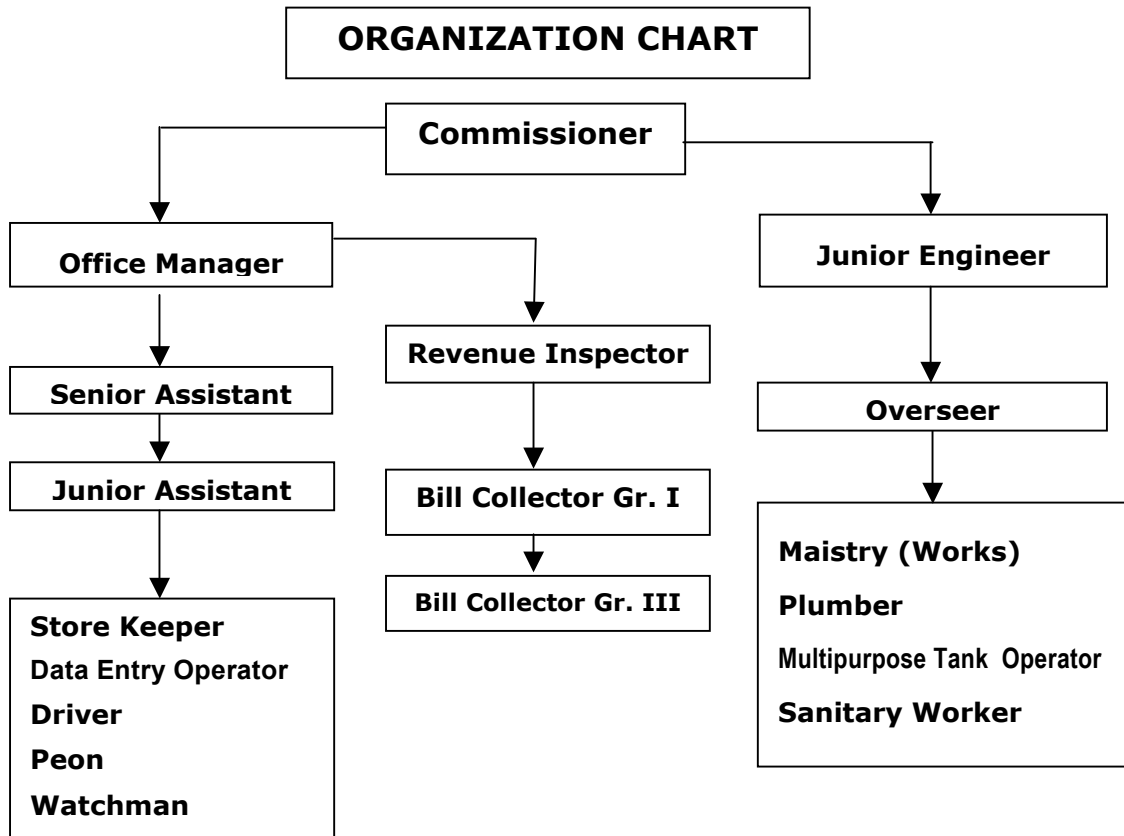 ORGANIZATION CHART
Commissioner
Office Manager
Junior Engineer
Revenue Inspector
Senior Assistant
Overseer
Junior Assistant
Bill Collector Gr. I
Bill Collector Gr. III
Store Keeper
Data Entry Operator
Driver
Peon
Watchman
Maistry (Works)
Plumber
Multipurpose Tank Operator
Sanitary Worker